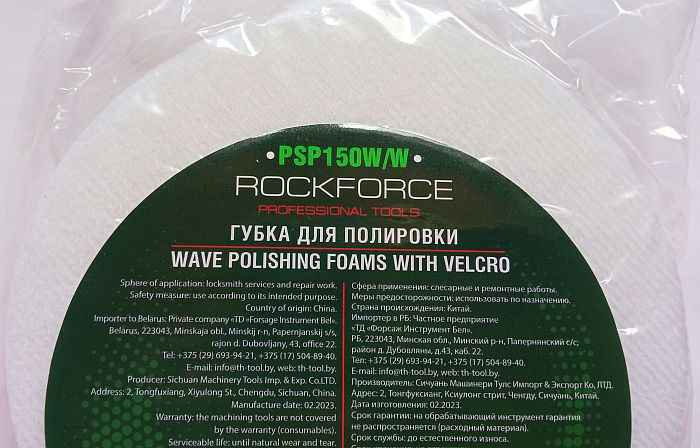 • PSP150W/W •
ROCKFORCE
PROFESSIONAL TOOLS
ГУБКА ДЛЯ ПОЛИРОВКИ
WAVE POLISHING FOAMS WITH VELCRO
Sphere of application: locksmith services and repair work.
Safety measure: use according to its intended purpose.
Country of origin: China.
Importer to Belarus: Private company «TD «Forsage Instrument Bel».
Belarus, 223043, Minskaja obl., Minskij r-n, Papernjanskij s/s,
rajon d. Dubovljany, 43, office 22.
Tel: +375 (29) 693-94-21, +375 (17) 504-89-40.
E-mail: info@th-tool.by, web: th-tool.by.
Producer: Sichuan Machinery Tools Imp. & Exp. Co.LTD.
Address: 2, Tongfuxiang, Xiyulong St., Chengdu, Sichuan, China.
Manufacture date: 02.2023.
Warranty: the machining tools are not covered
by the warranty (consumables).
Serviceable life: until natural wear and tear.
Сфера применения: слесарные и ремонтные работы.
Меры предосторожности: использовать по назначению.
Страна происхождения: Китай.
Импортер в РБ: Частное предприятие
«ТД «Форсаж Инструмент Бел».
РБ, 223043, Минская обл., Минский р-н, Папернянский с/с,
район д. Дубовляны, д.43, каб. 22.
Тел: +375 (29) 693-94-21, +375 (17) 504-89-40.
E-mail: info@th-tool.by, web: th-tool.by.
Производитель: Сичуань Машинери Тулс Импорт & Экспорт Ко, ЛТД.
Адрес: 2, Тонгфуксианг, Ксиулонг стрит, Ченгду, Сичуань, Китай.
Дата изготовления: 02.2023.
Срок гарантии: на обрабатывающий инструмент гарантия
не распространяется (расходный материал).
Срок службы: до естественного износа.